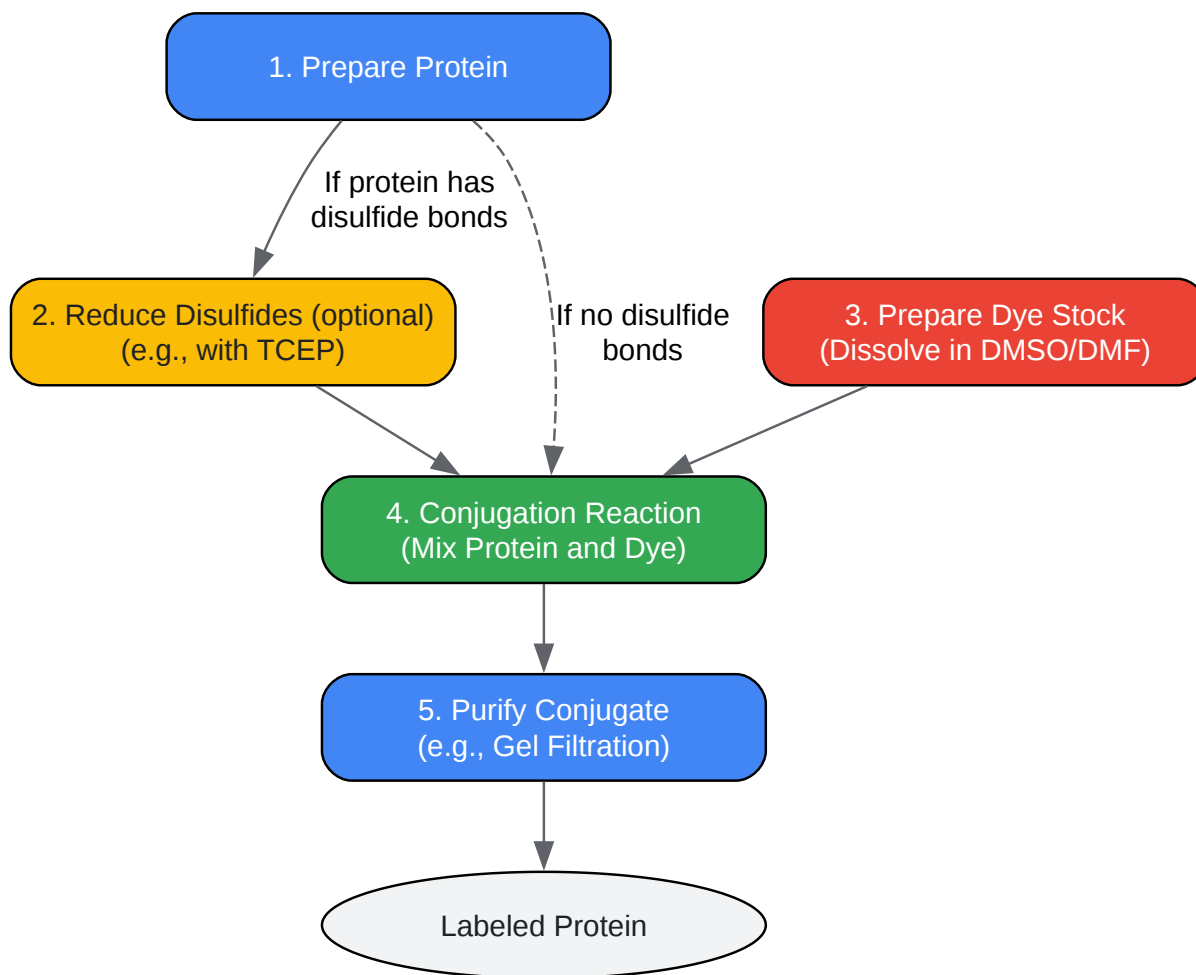 1. Prepare Protein
If protein has
disulfide bonds
2. Reduce Disulfides (optional)
(e.g., with TCEP)
If no disulfide
bonds
3. Prepare Dye Stock
(Dissolve in DMSO/DMF)
4. Conjugation Reaction
(Mix Protein and Dye)
5. Purify Conjugate
(e.g., Gel Filtration)
Labeled Protein